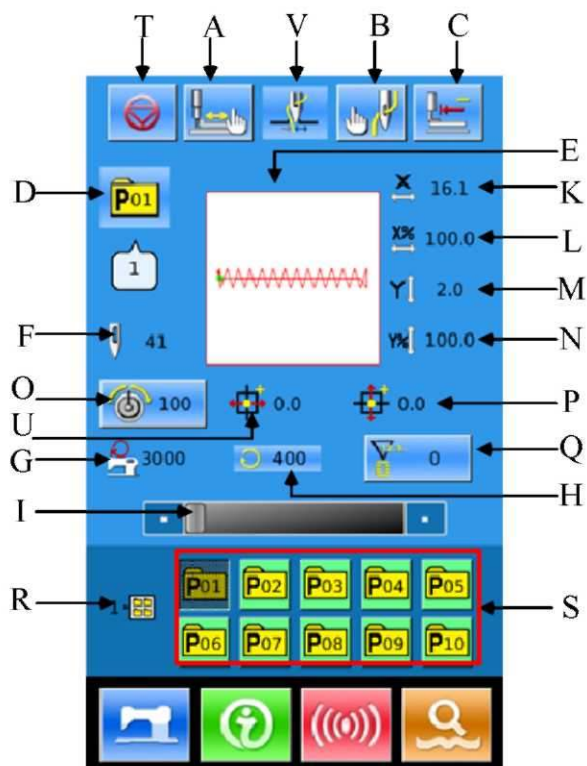 T A V B C
E
D P01 X 16.1 K
X% 100.0 L
1
Y 2.0 M
F 41 Y% 100.0 N
O 100 0.0 0.0 P
U
G 3000 400 0 Q
H
I
R 1- P01 P02 P03 P04 P05 S
P06 P07 P08 P09 P10